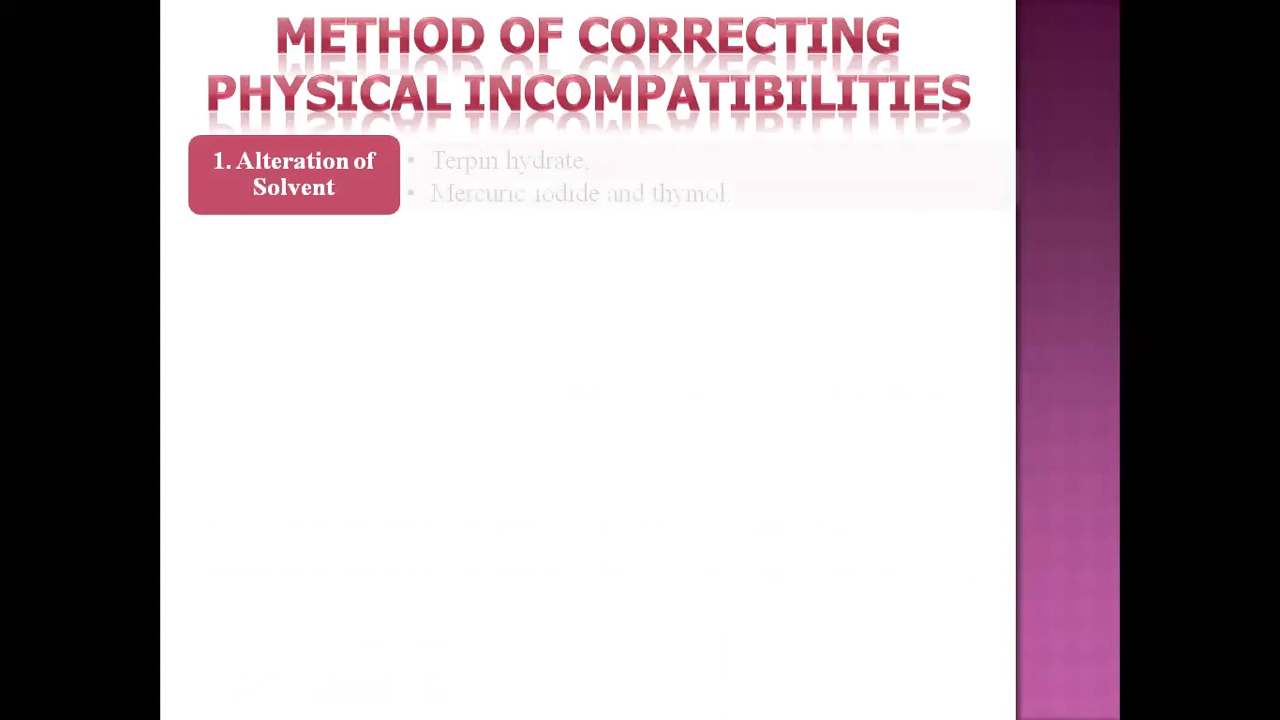 METHOD OF CORRECTING
PHYSICAL INCOMPATIBILITIES
1. Alteration of
Solvent
• Terpin hydrate,
• Mercuric iodide and thymol.